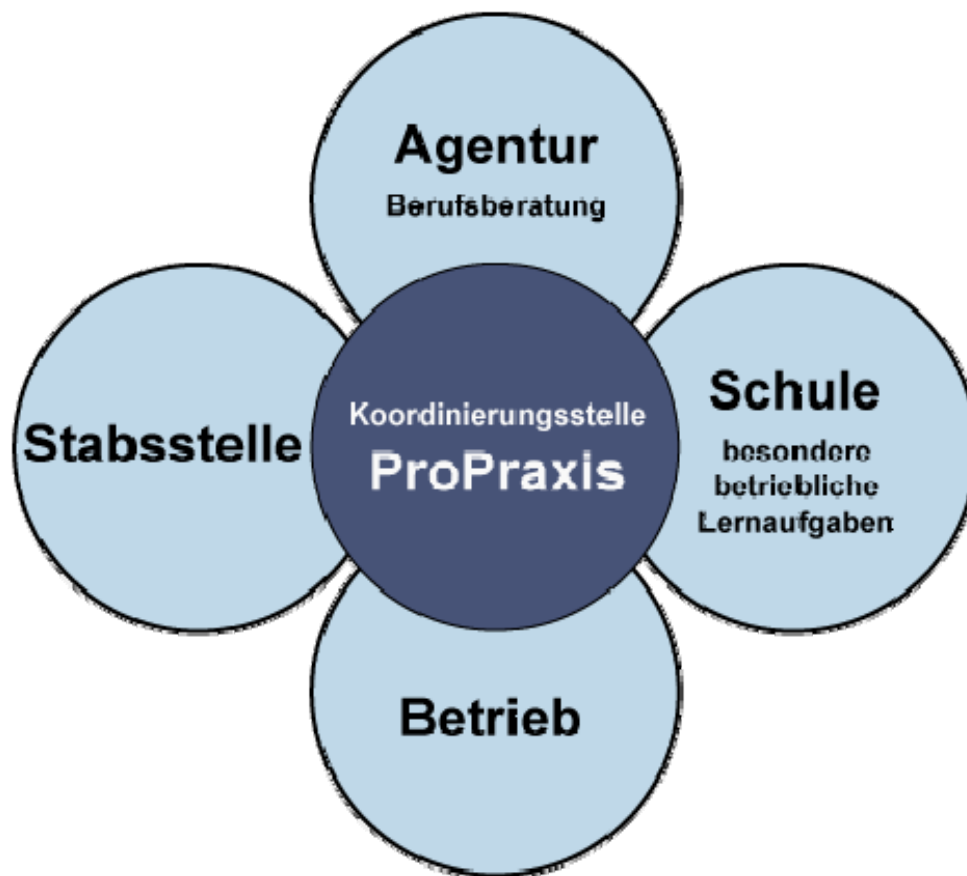 Agentur
Berufsberatung
Stabsstelle
Koordinierungsstelle
ProPraxis
Schule
besondere
betriebliche
Lernaufgaben
Betrieb